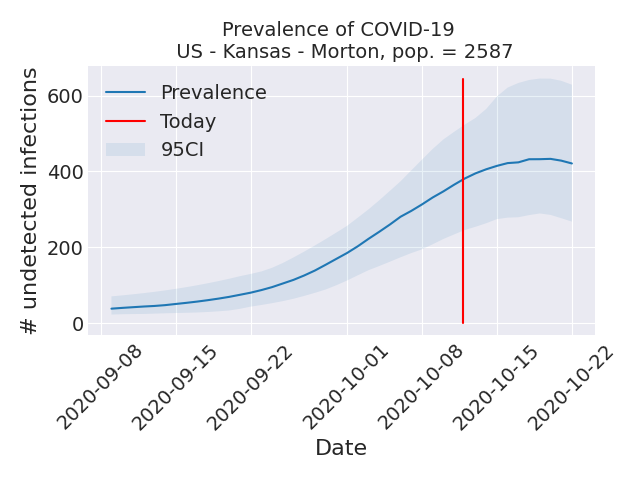 Prevalence of COVID-19
US - Kansas - Morton, pop. = 2587
# undetected infections
600
400
200
0
Prevalence
Today
95CI
2020-09-08
2020-09-15
2020-09-22
2020-10-01
2020-10-08
2020-10-15
2020-10-22
Date